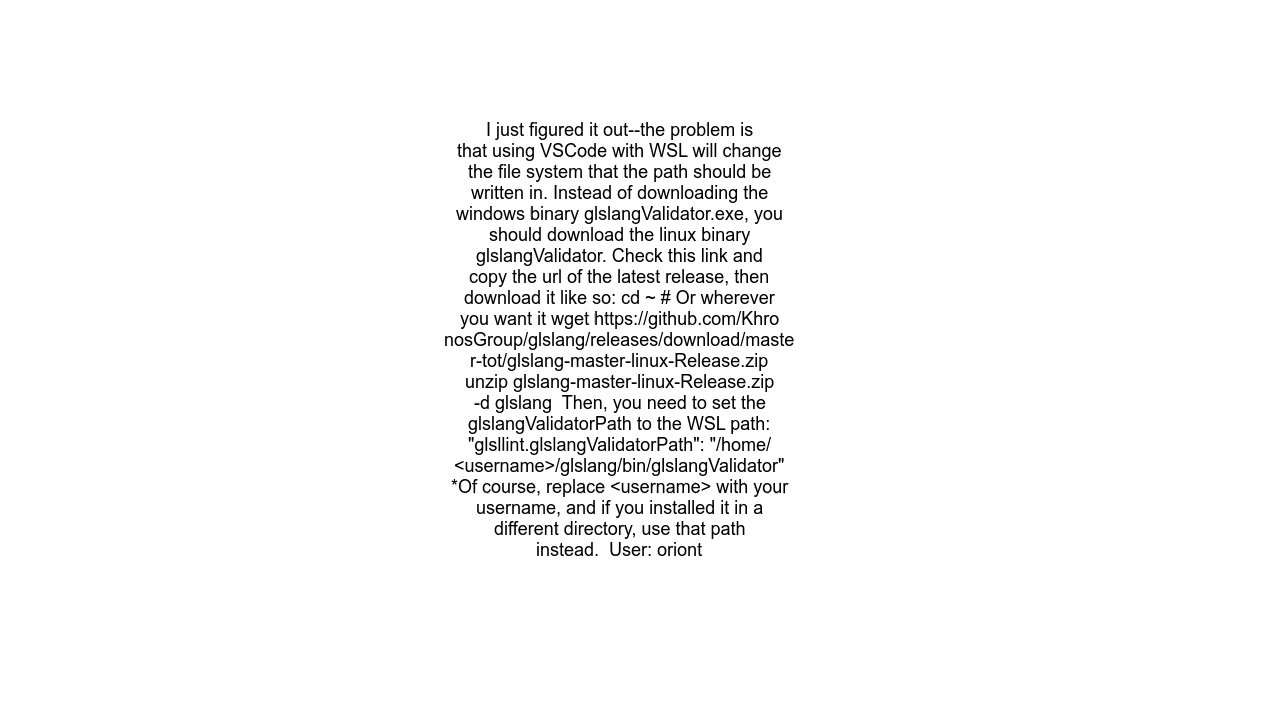 I just figured it out--the problem is
that using VSCode with WSL will change
the file system that the path should be
written in. Instead of downloading the
windows binary glslangValidator.exe, you
should download the linux binary
glslangValidator. Check this link and
copy the url of the latest release, then
download it like so: cd ~ # Or wherever
you want it wget https://github.com/Khro
nosGroup/glslang/releases/download/maste
r-tot/glslang-master-linux-Release.zip
unzip glslang-master-linux-Release.zip
-d glslang  Then, you need to set the
glslangValidatorPath to the WSL path:
"glsllint.glslangValidatorPath": "/home/
<username>/glslang/bin/glslangValidator"
*Of course, replace <username> with your
username, and if you installed it in a
different directory, use that path
instead.  User: oriont